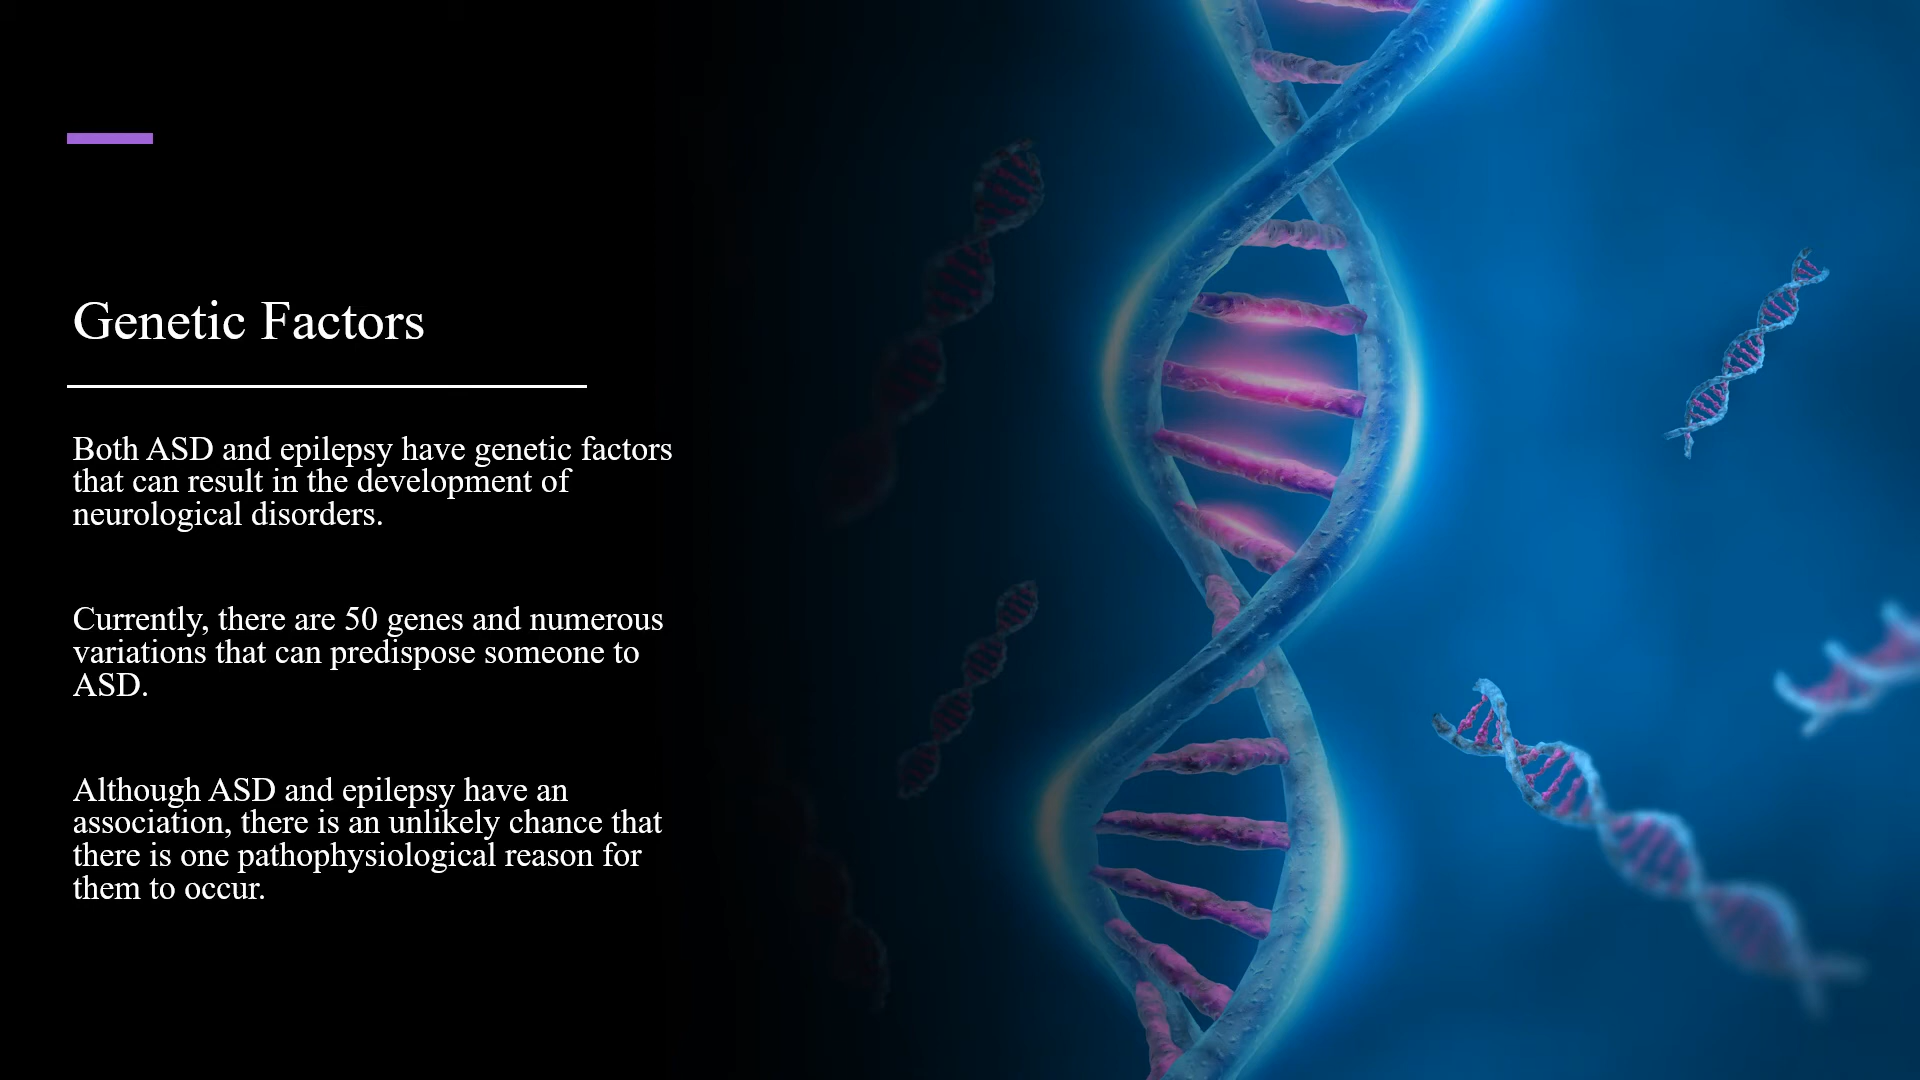 Genetic Factors
Both ASD and epilepsy have genetic factors
that can result in the development of
neurological disorders.
Currently, there are 50 genes and numerous
variations that can predispose someone to
ASD.
Although ASD and epilepsy have an
association, there is an unlikely chance that
there is one pathophysiological reason for
them to occur.